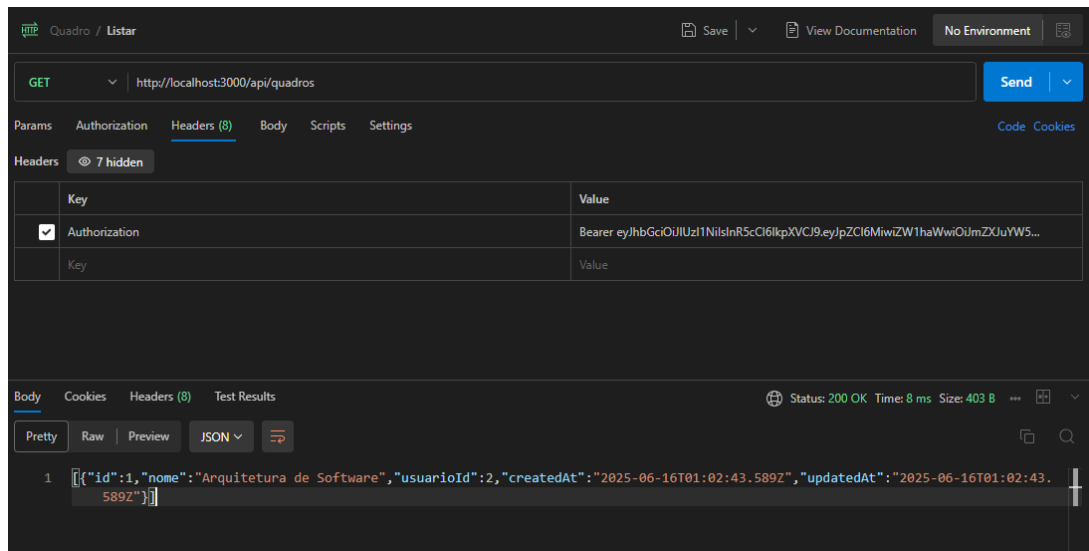 HTTP Quadro / Listar Save View Documentation No Environment
GET http://localhost:3000/api/quadros Send
Params Authorization Headers (8) Body Scripts Settings Code Cookies
Headers 7 hidden
Key Value
Authorization Bearer eyJhbGciOiJIUzI1NiIsInR5cCI6IkpXVCJ9.eyJpZCI6MiwiZW1haWwiOiJmZXJuYW5...
Key Value
Body Cookies Headers (8) Test Results Status: 200 OK Time: 8 ms Size: 403 B
Pretty Raw Preview JSON
1 [{"id":1,"nome":"Arquitetura de Software","usuarioId":2,"createdAt":"2025-06-16T01:02:43.589Z","updatedAt":"2025-06-16T01:02:43.
589Z"}]